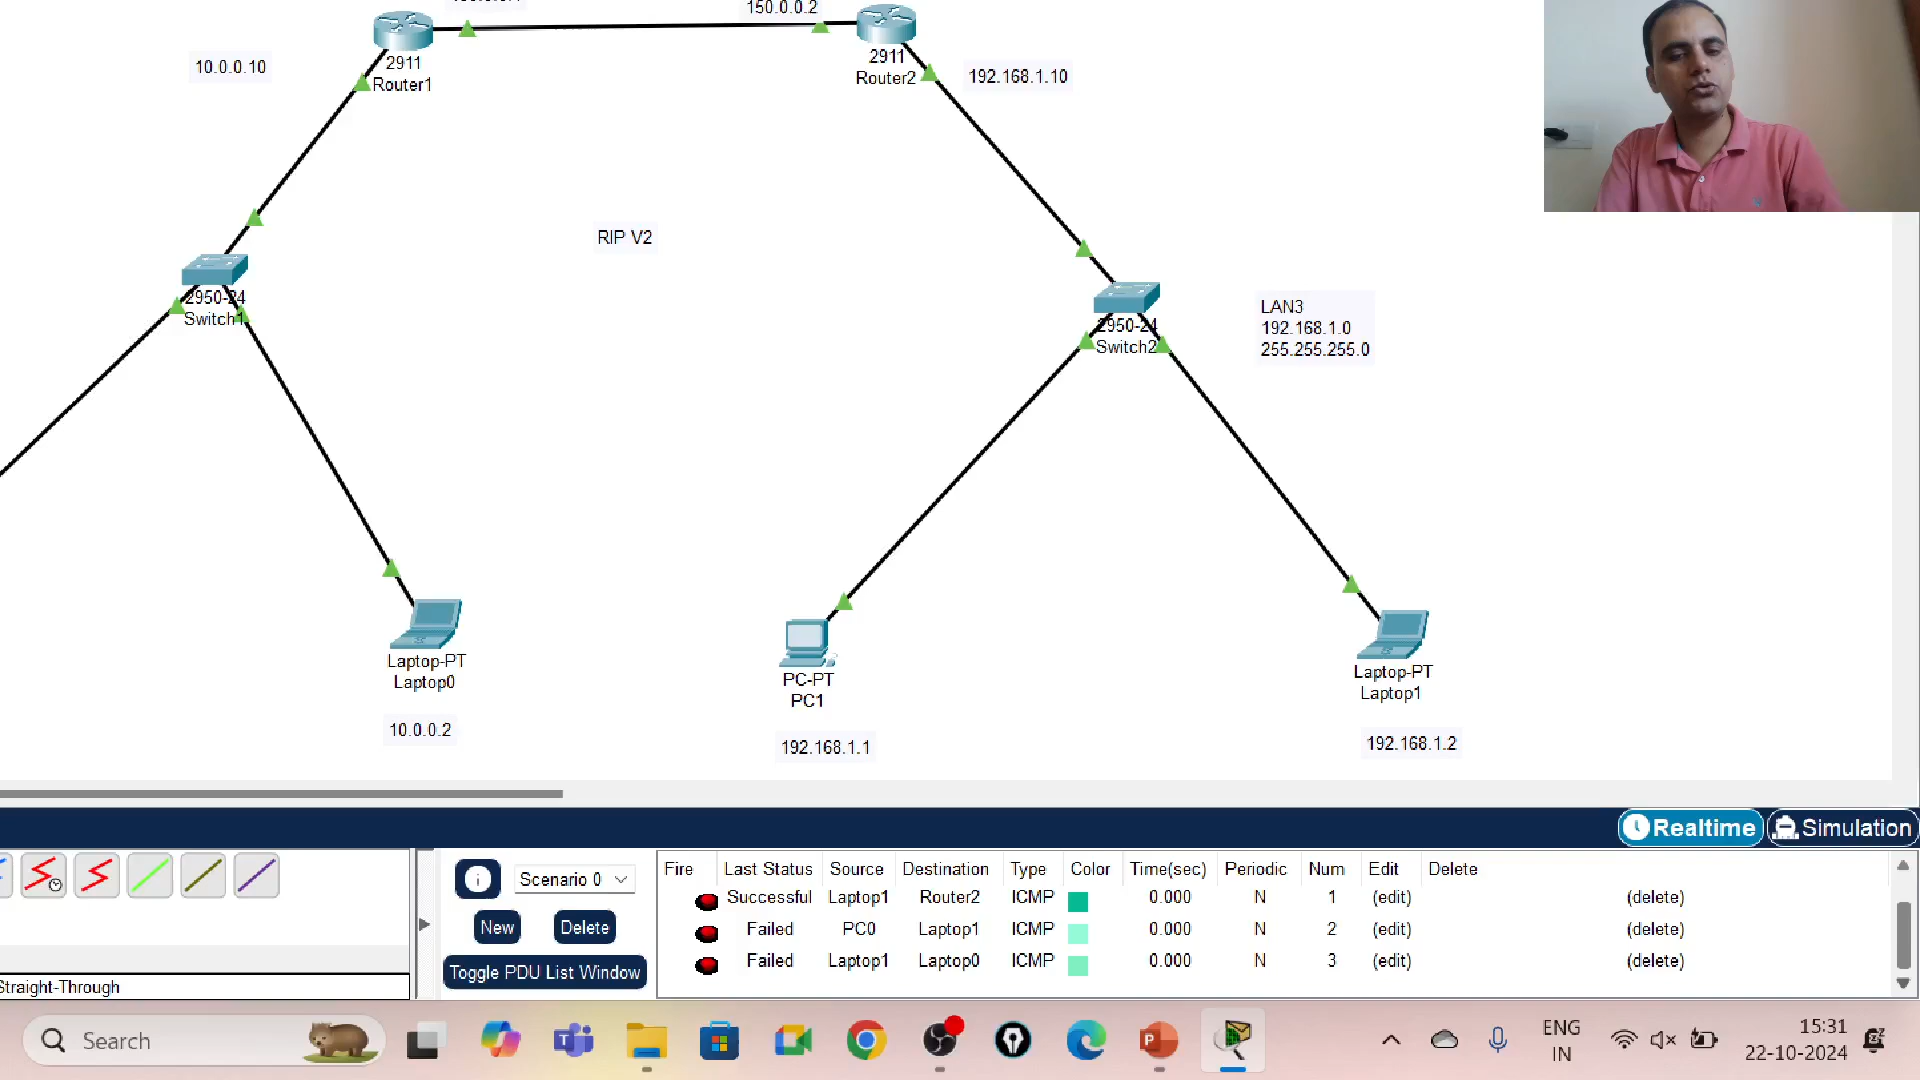 150.0.0.2
10.0.0.10
2911
Router1
2911
Router2
192.168.1.10
RIP V2
2950-24
Switch1
LAN3
192.168.1.0
255.255.255.0
2950-24
Switch2
Laptop-PT
Laptop0
10.0.0.2
PC-PT
PC1
192.168.1.1
Laptop-PT
Laptop1
192.168.1.2
Realtime
Simulation
Scenario 0
New
Delete
Toggle PDU List Window
Fire Last Status Source Destination Type Color Time(sec) Periodic Num Edit Delete
Successful Laptop1 Router2 ICMP 0.000 N 1 (edit) (delete)
Failed PC0 Laptop1 ICMP 0.000 N 2 (edit) (delete)
Failed Laptop1 Laptop0 ICMP 0.000 N 3 (edit) (delete)
Straight-Through
Search
ENG
IN
15:31
22-10-2024